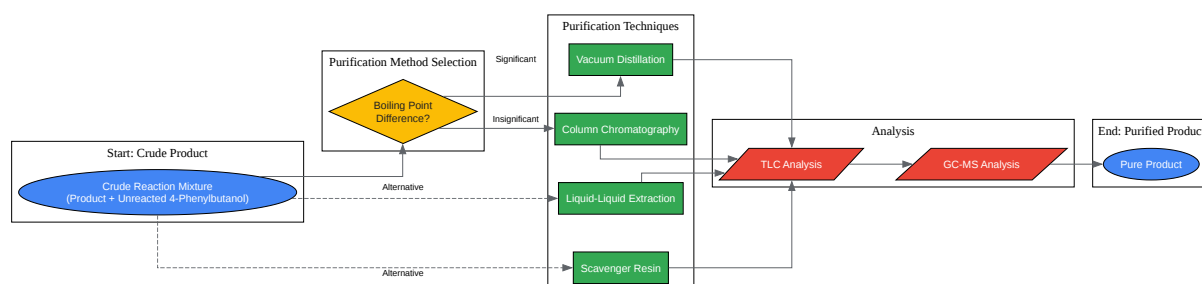 Start: Crude Product
Crude Reaction Mixture
(Product + Unreacted 4-Phenylbutanol)
Purification Method Selection
Boiling Point
Difference?
Significant
Insignificant
Alternative
Alternative
Purification Techniques
Vacuum Distillation
Column Chromatography
Liquid-Liquid Extraction
Scavenger Resin
Analysis
TLC Analysis
GC-MS Analysis
End: Purified Product
Pure Product